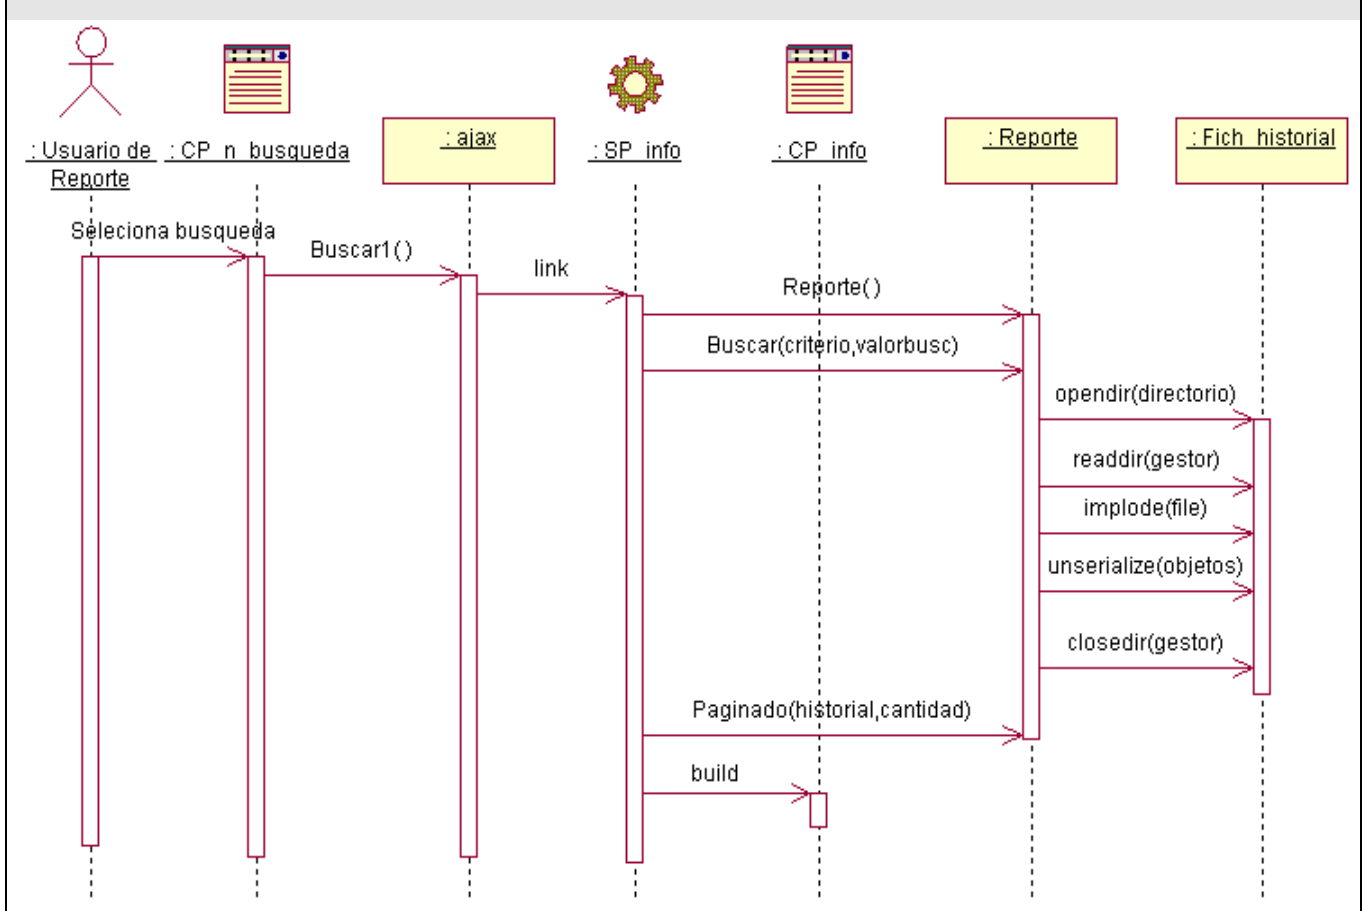 : Usuario de
Reporte
: CP_n_busqueda
: ajax
: SP_info
: CP_info
: Reporte
: Fich_historial
Seleciona busqueda
Buscar1()
link
Reporte( )
Buscar(criterio,valorbusc)
opendir(directorio)
readdir(gestor)
implode(file)
unserialize(objetos)
closedir(gestor)
Paginado(historial,cantidad)
build